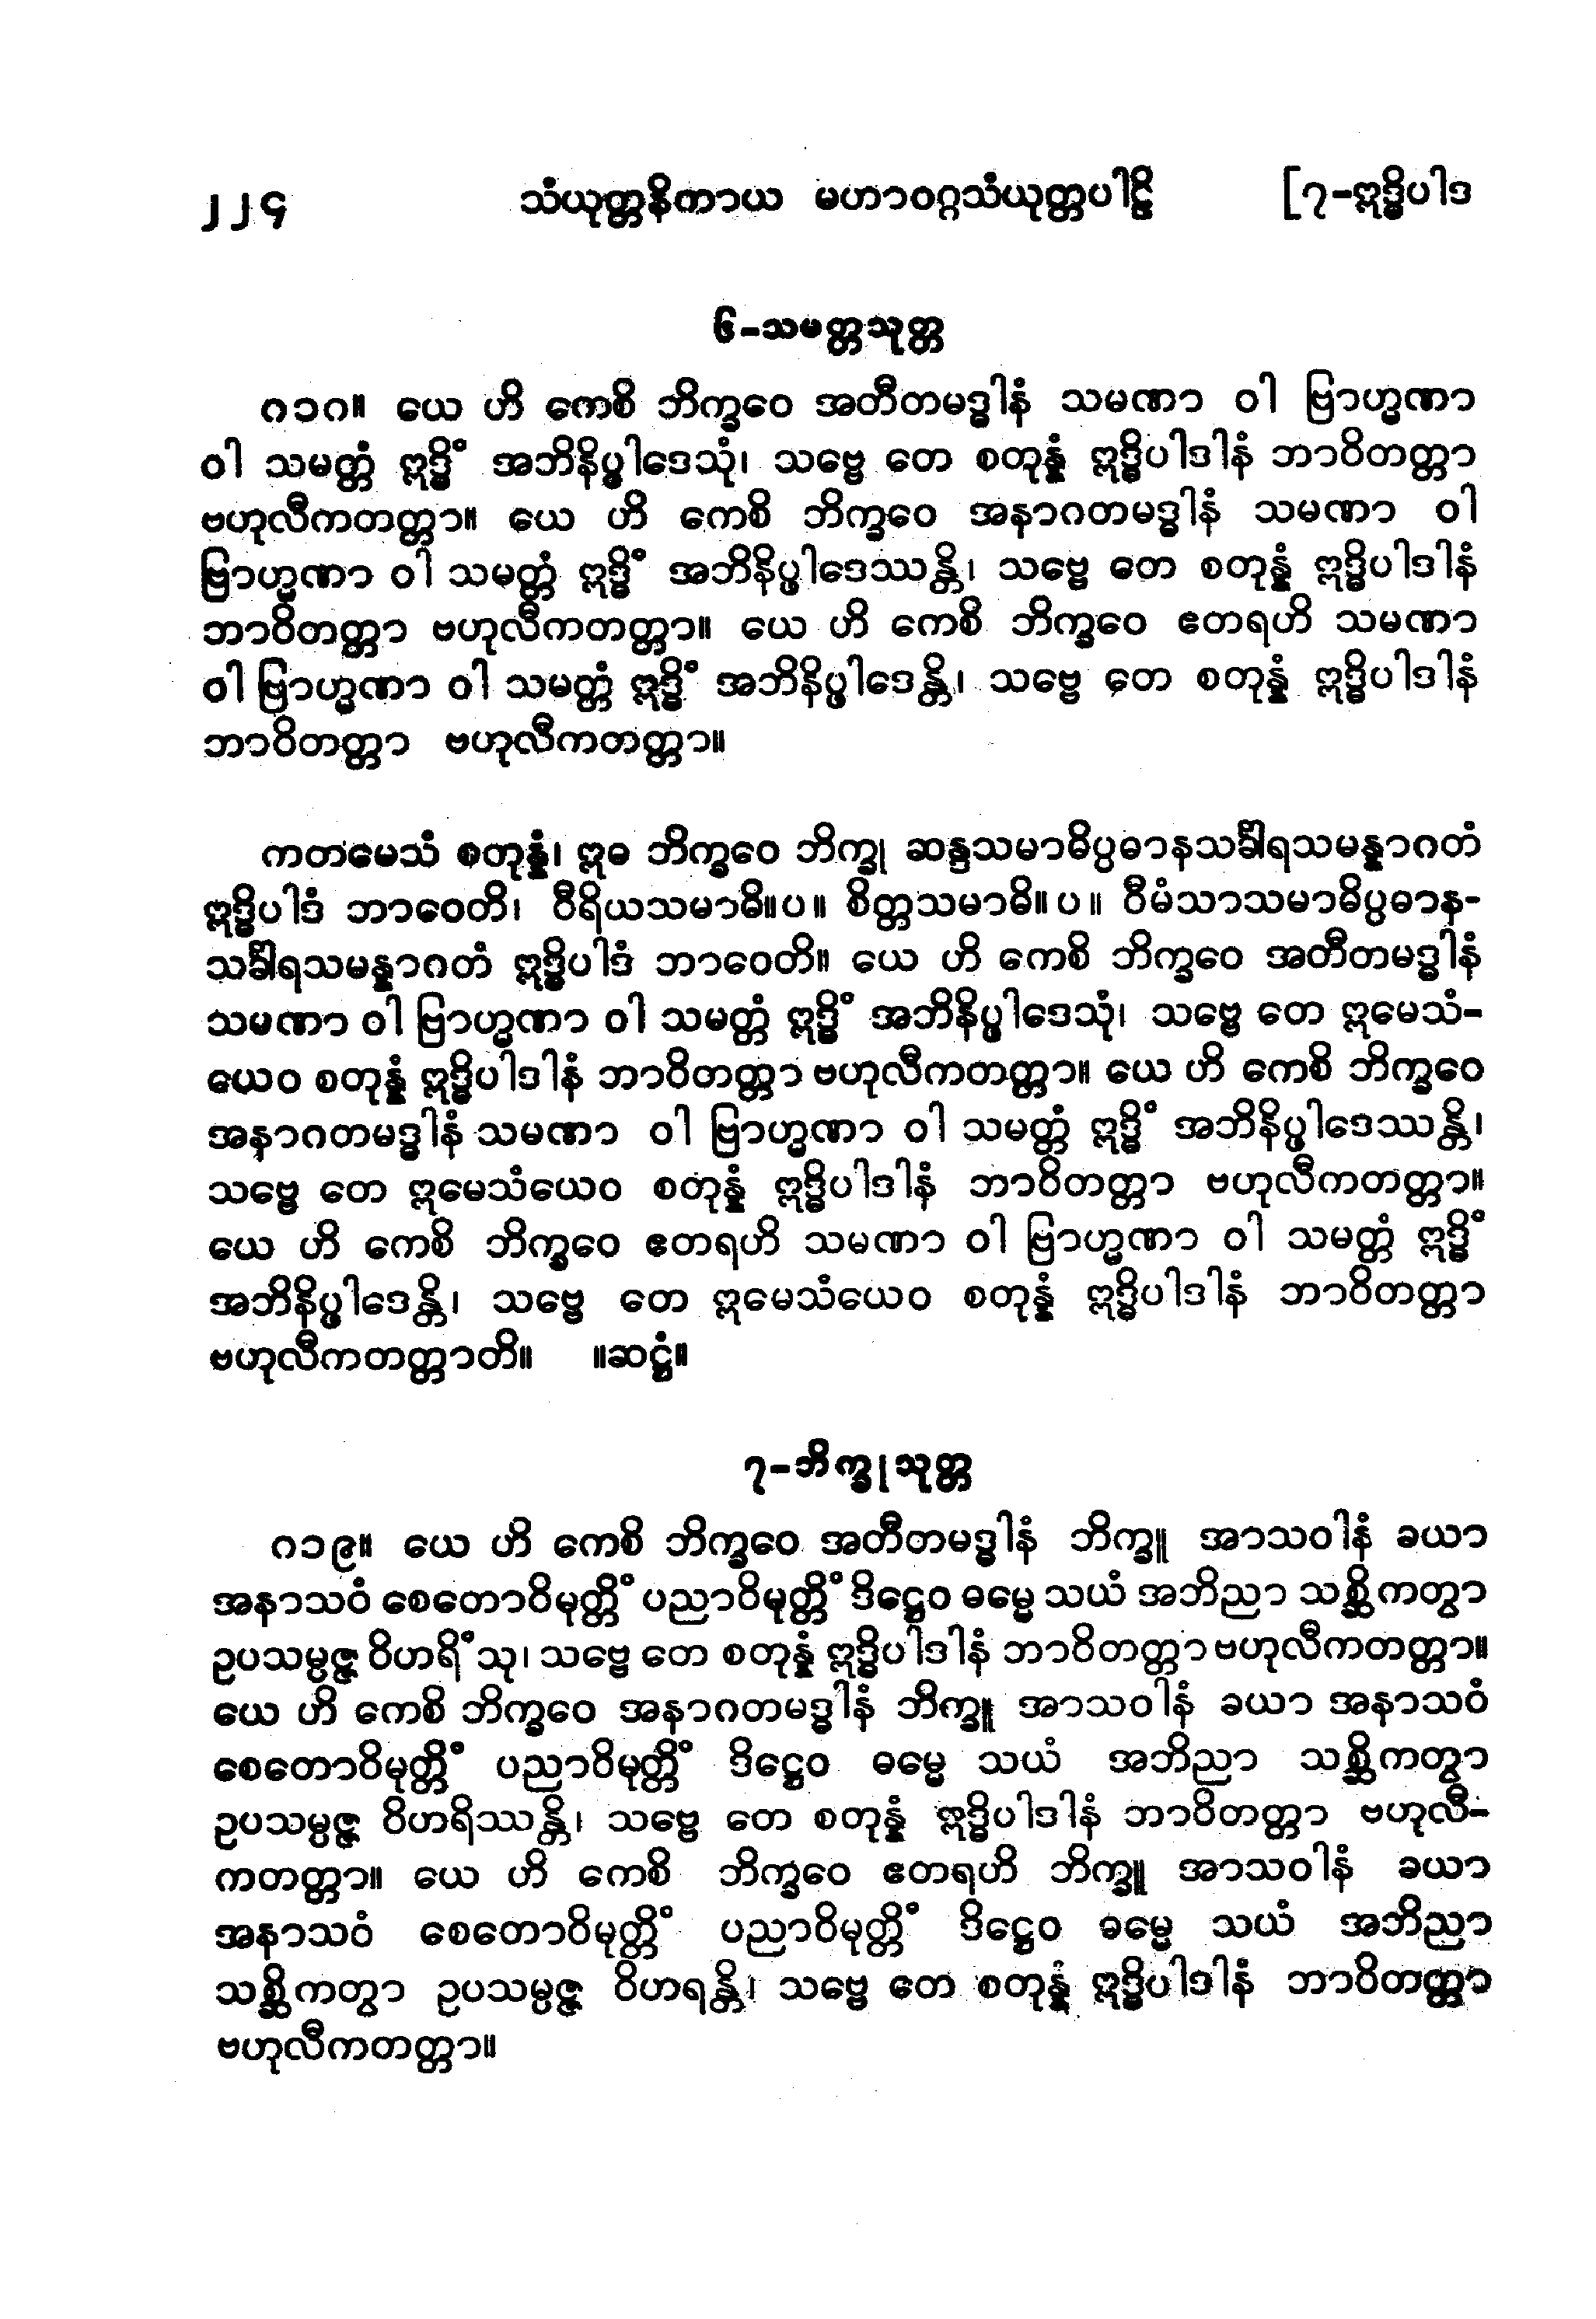 ၂၂၄ သံယုတ္တနိကာယ မဟာဝဂ္ဂသံယုတ္တပါဠိ [၇-ဣဒ္ဓိပါဒ
၆-သမတ္တသုတ္တ
၈၁၈။ ယေ ဟိ ကေစိ ဘိက္ခဝေ အတီတမဒ္ဓါနံ သမဏာ ဝါ ဗြာဟ္မဏာ
ဝါ သမတ္တံ ဣဒ္ဓိံ အဘိနိပ္ဖါဒေသုံ၊ သဗ္ဗေ တေ စတုန္နံ ဣဒ္ဓိပါဒါနံ ဘာဝိတတ္တာ
ဗဟုလီကတတ္တာ။ ယေ ဟိ ကေစိ ဘိက္ခဝေ အနာဂတမဒ္ဓါနံ သမဏာ ဝါ
ဗြာဟ္မဏာ ဝါ သမတ္တံ ဣဒ္ဓိံ အဘိနိပ္ဖါဒေဿန္တိ၊ သဗ္ဗေ တေ စတုန္နံ ဣဒ္ဓိပါဒါနံ
ဘာဝိတတ္တာ ဗဟုလီကတတ္တာ။ ယေ ဟိ ကေစိ ဘိက္ခဝေ ဧတရဟိ သမဏာ
ဝါ ဗြာဟ္မဏာ ဝါ သမတ္တံ ဣဒ္ဓိံ အဘိနိပ္ဖါဒေန္တိ၊ သဗ္ဗေ တေ စတုန္နံ ဣဒ္ဓိပါဒါနံ
ဘာဝိတတ္တာ ဗဟုလီကတတ္တာ။
ကတမေသံ စတုန္နံ၊ ဣဓ ဘိက္ခဝေ ဘိက္ခု ဆန္ဒသမာဓိပ္ပဓာနသင်္ခါရသမန္နာဂတံ
ဣဒ္ဓိပါဒံ ဘာဝေတိ၊ ဝီရိယသမာဓိ။ပ။ စိတ္တသမာဓိ။ပ။ ဝီမံသာသမာဓိပ္ပဓာန-
သင်္ခါရသမန္နာဂတံ ဣဒ္ဓိပါဒံ ဘာဝေတိ။ ယေ ဟိ ကေစိ ဘိက္ခဝေ အတီတမဒ္ဓါနံ
သမဏာ ဝါ ဗြာဟ္မဏာ ဝါ သမတ္တံ ဣဒ္ဓိံ အဘိနိပ္ဖါဒေသုံ၊ သဗ္ဗေ တေ ဣမေသံ-
ယေဝ စတုန္နံ ဣဒ္ဓိပါဒါနံ ဘာဝိတတ္တာ ဗဟုလီကတတ္တာ။ ယေ ဟိ ကေစိ ဘိက္ခဝေ
အနာဂတမဒ္ဓါနံ သမဏာ ဝါ ဗြာဟ္မဏာ ဝါ သမတ္တံ ဣဒ္ဓိံ အဘိနိပ္ဖါဒေဿန္တိ၊
သဗ္ဗေ တေ ဣမေသံယေဝ စတုန္နံ ဣဒ္ဓိပါဒါနံ ဘာဝိတတ္တာ ဗဟုလီကတတ္တာ။
ယေ ဟိ ကေစိ ဘိက္ခဝေ ဧတရဟိ သမဏာ ဝါ ဗြာဟ္မဏာ ဝါ သမတ္တံ ဣဒ္ဓိံ
အဘိနိပ္ဖါဒေန္တိ၊ သဗ္ဗေ တေ ဣမေသံယေဝ စတုန္နံ ဣဒ္ဓိပါဒါနံ ဘာဝိတတ္တာ
ဗဟုလီကတတ္တာတိ။ ။ဆဋ္ဌံ။
၇-ဘိက္ခုသုတ္တ
၈၁၉။ ယေ ဟိ ကေစိ ဘိက္ခဝေ အတီတမဒ္ဓါနံ ဘိက္ခူ အာသဝါနံ ခယာ
အနာသဝံ စေတောဝိမုတ္တိံ ပညာဝိမုတ္တိံ ဒိဋ္ဌေဝ ဓမ္မေ သယံ အဘိညာ သစ္ဆိကတွာ
ဥပသမ္ပဇ္ဇ ဝိဟရိံသု၊ သဗ္ဗေ တေ စတုန္နံ ဣဒ္ဓိပါဒါနံ ဘာဝိတတ္တာ ဗဟုလီကတတ္တာ။
ယေ ဟိ ကေစိ ဘိက္ခဝေ အနာဂတမဒ္ဓါနံ ဘိက္ခူ အာသဝါနံ ခယာ အနာသဝံ
စေတောဝိမုတ္တိံ ပညာဝိမုတ္တိံ ဒိဋ္ဌေဝ ဓမ္မေ သယံ အဘိညာ သစ္ဆိကတွာ
ဥပသမ္ပဇ္ဇ ဝိဟရိဿန္တိ၊ သဗ္ဗေ တေ စတုန္နံ ဣဒ္ဓိပါဒါနံ ဘာဝိတတ္တာ ဗဟုလီ-
ကတတ္တာ။ ယေ ဟိ ကေစိ ဘိက္ခဝေ ဧတရဟိ ဘိက္ခူ အာသဝါနံ ခယာ
အနာသဝံ စေတောဝိမုတ္တိံ ပညာဝိမုတ္တိံ ဒိဋ္ဌေဝ ဓမ္မေ သယံ အဘိညာ
သစ္ဆိကတွာ ဥပသမ္ပဇ္ဇ ဝိဟရန္တိ၊ သဗ္ဗေ တေ စတုန္နံ ဣဒ္ဓိပါဒါနံ ဘာဝိတတ္တာ
ဗဟုလီကတတ္တာ။